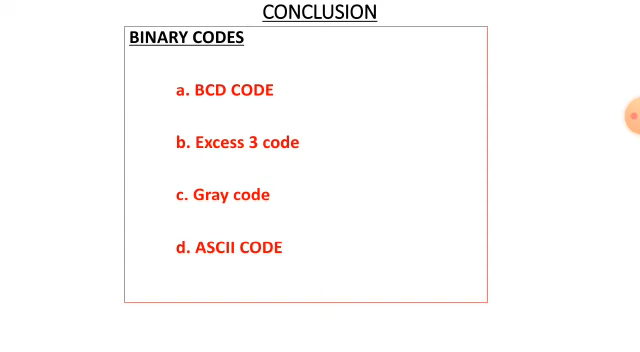 CONCLUSION
BINARY CODES
a. BCD CODE
b. Excess 3 code
c. Gray code
d. ASCII CODE